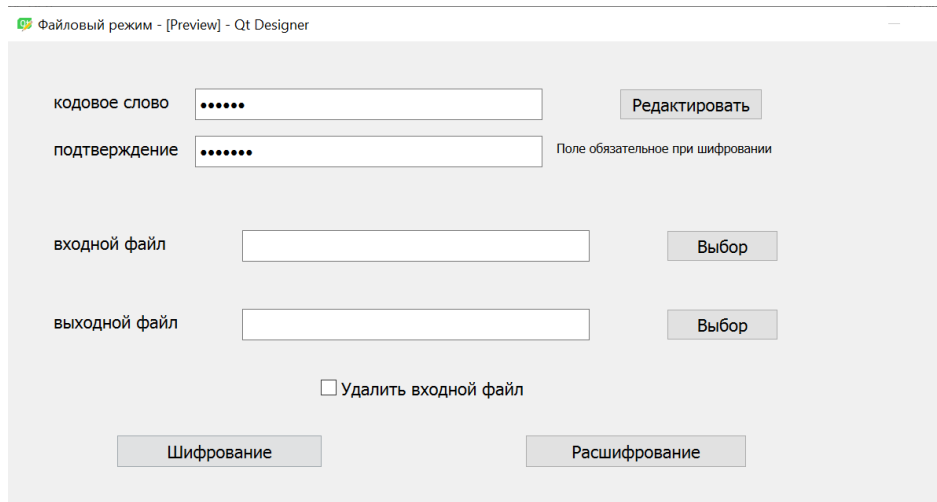 Файловый режим - [Preview] - Qt Designer
кодовое слово ●●●●●● Редактировать
подтверждение ●●●●●●● Поле обязательное при шифровании
входной файл Выбор
выходной файл Выбор
Удалить входной файл
Шифрование Расшифрование